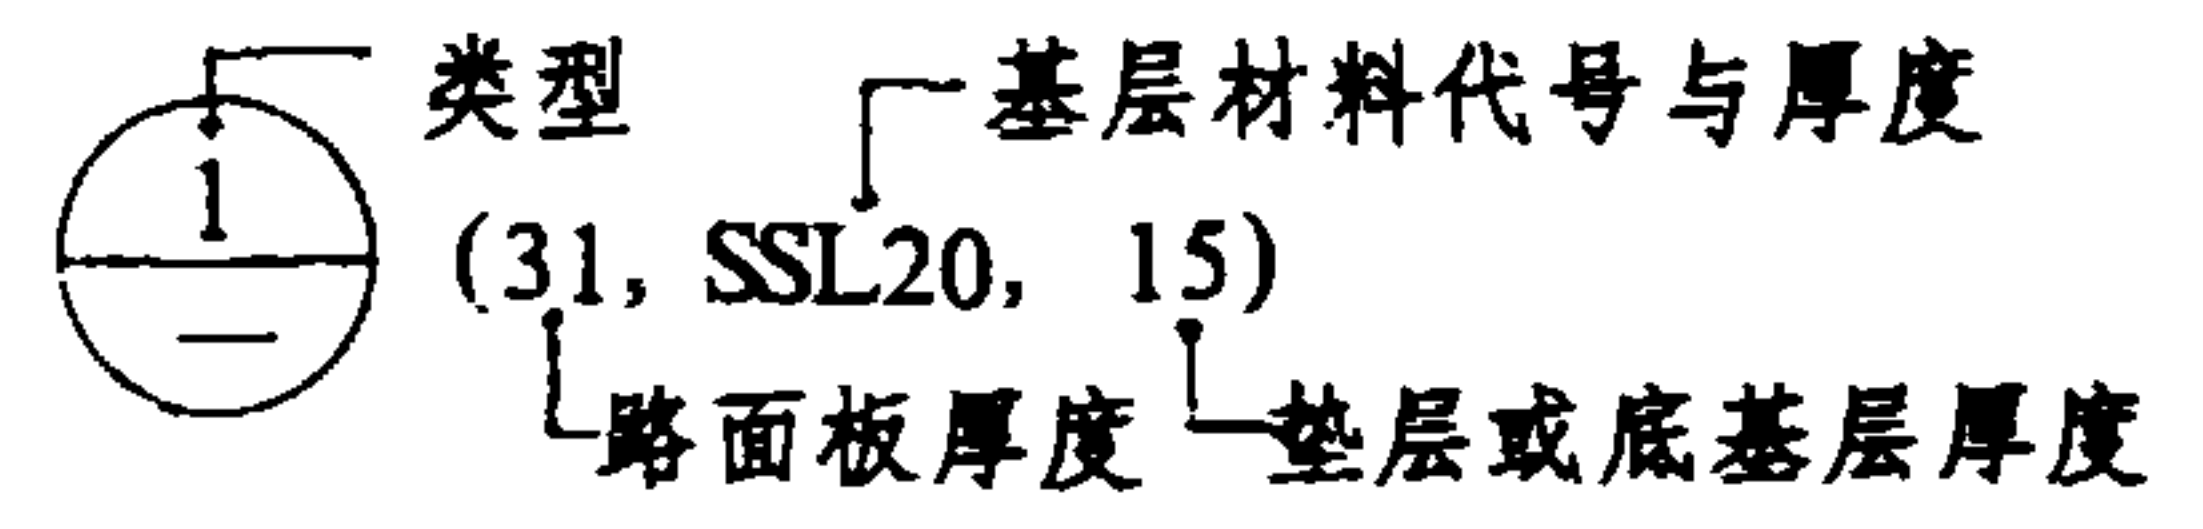 类型 基层材料代号与厚度
1
(31, SSL20, 15)
—
路面板厚度 垫层或底基层厚度